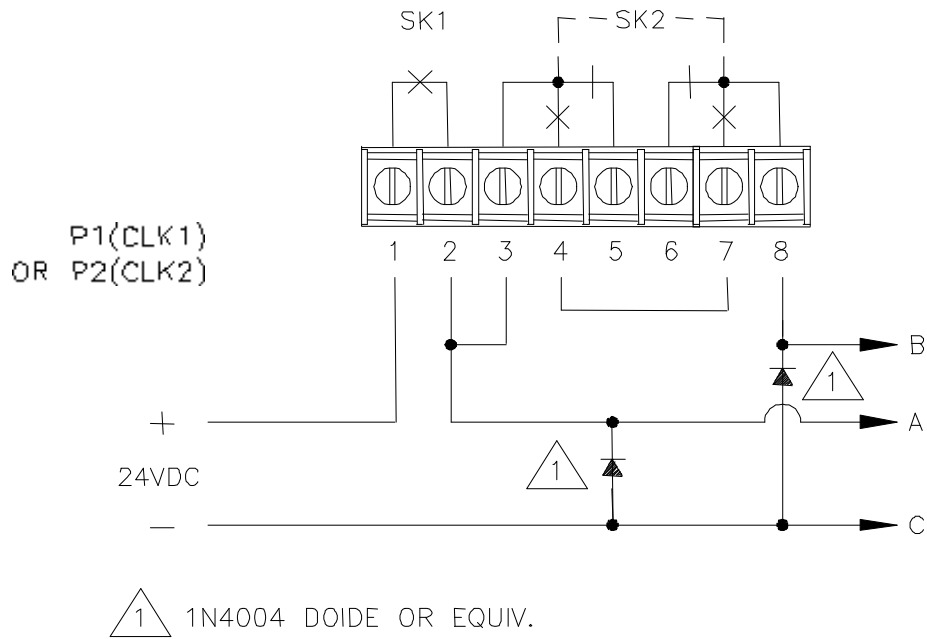 SK1
SK2
P1(CLK1)
OR P2(CLK2)
1 2 3 4 5 6 7 8
B
1
+
A
1
24VDC
—
C
1 1N4004 DOIDE OR EQUIV.